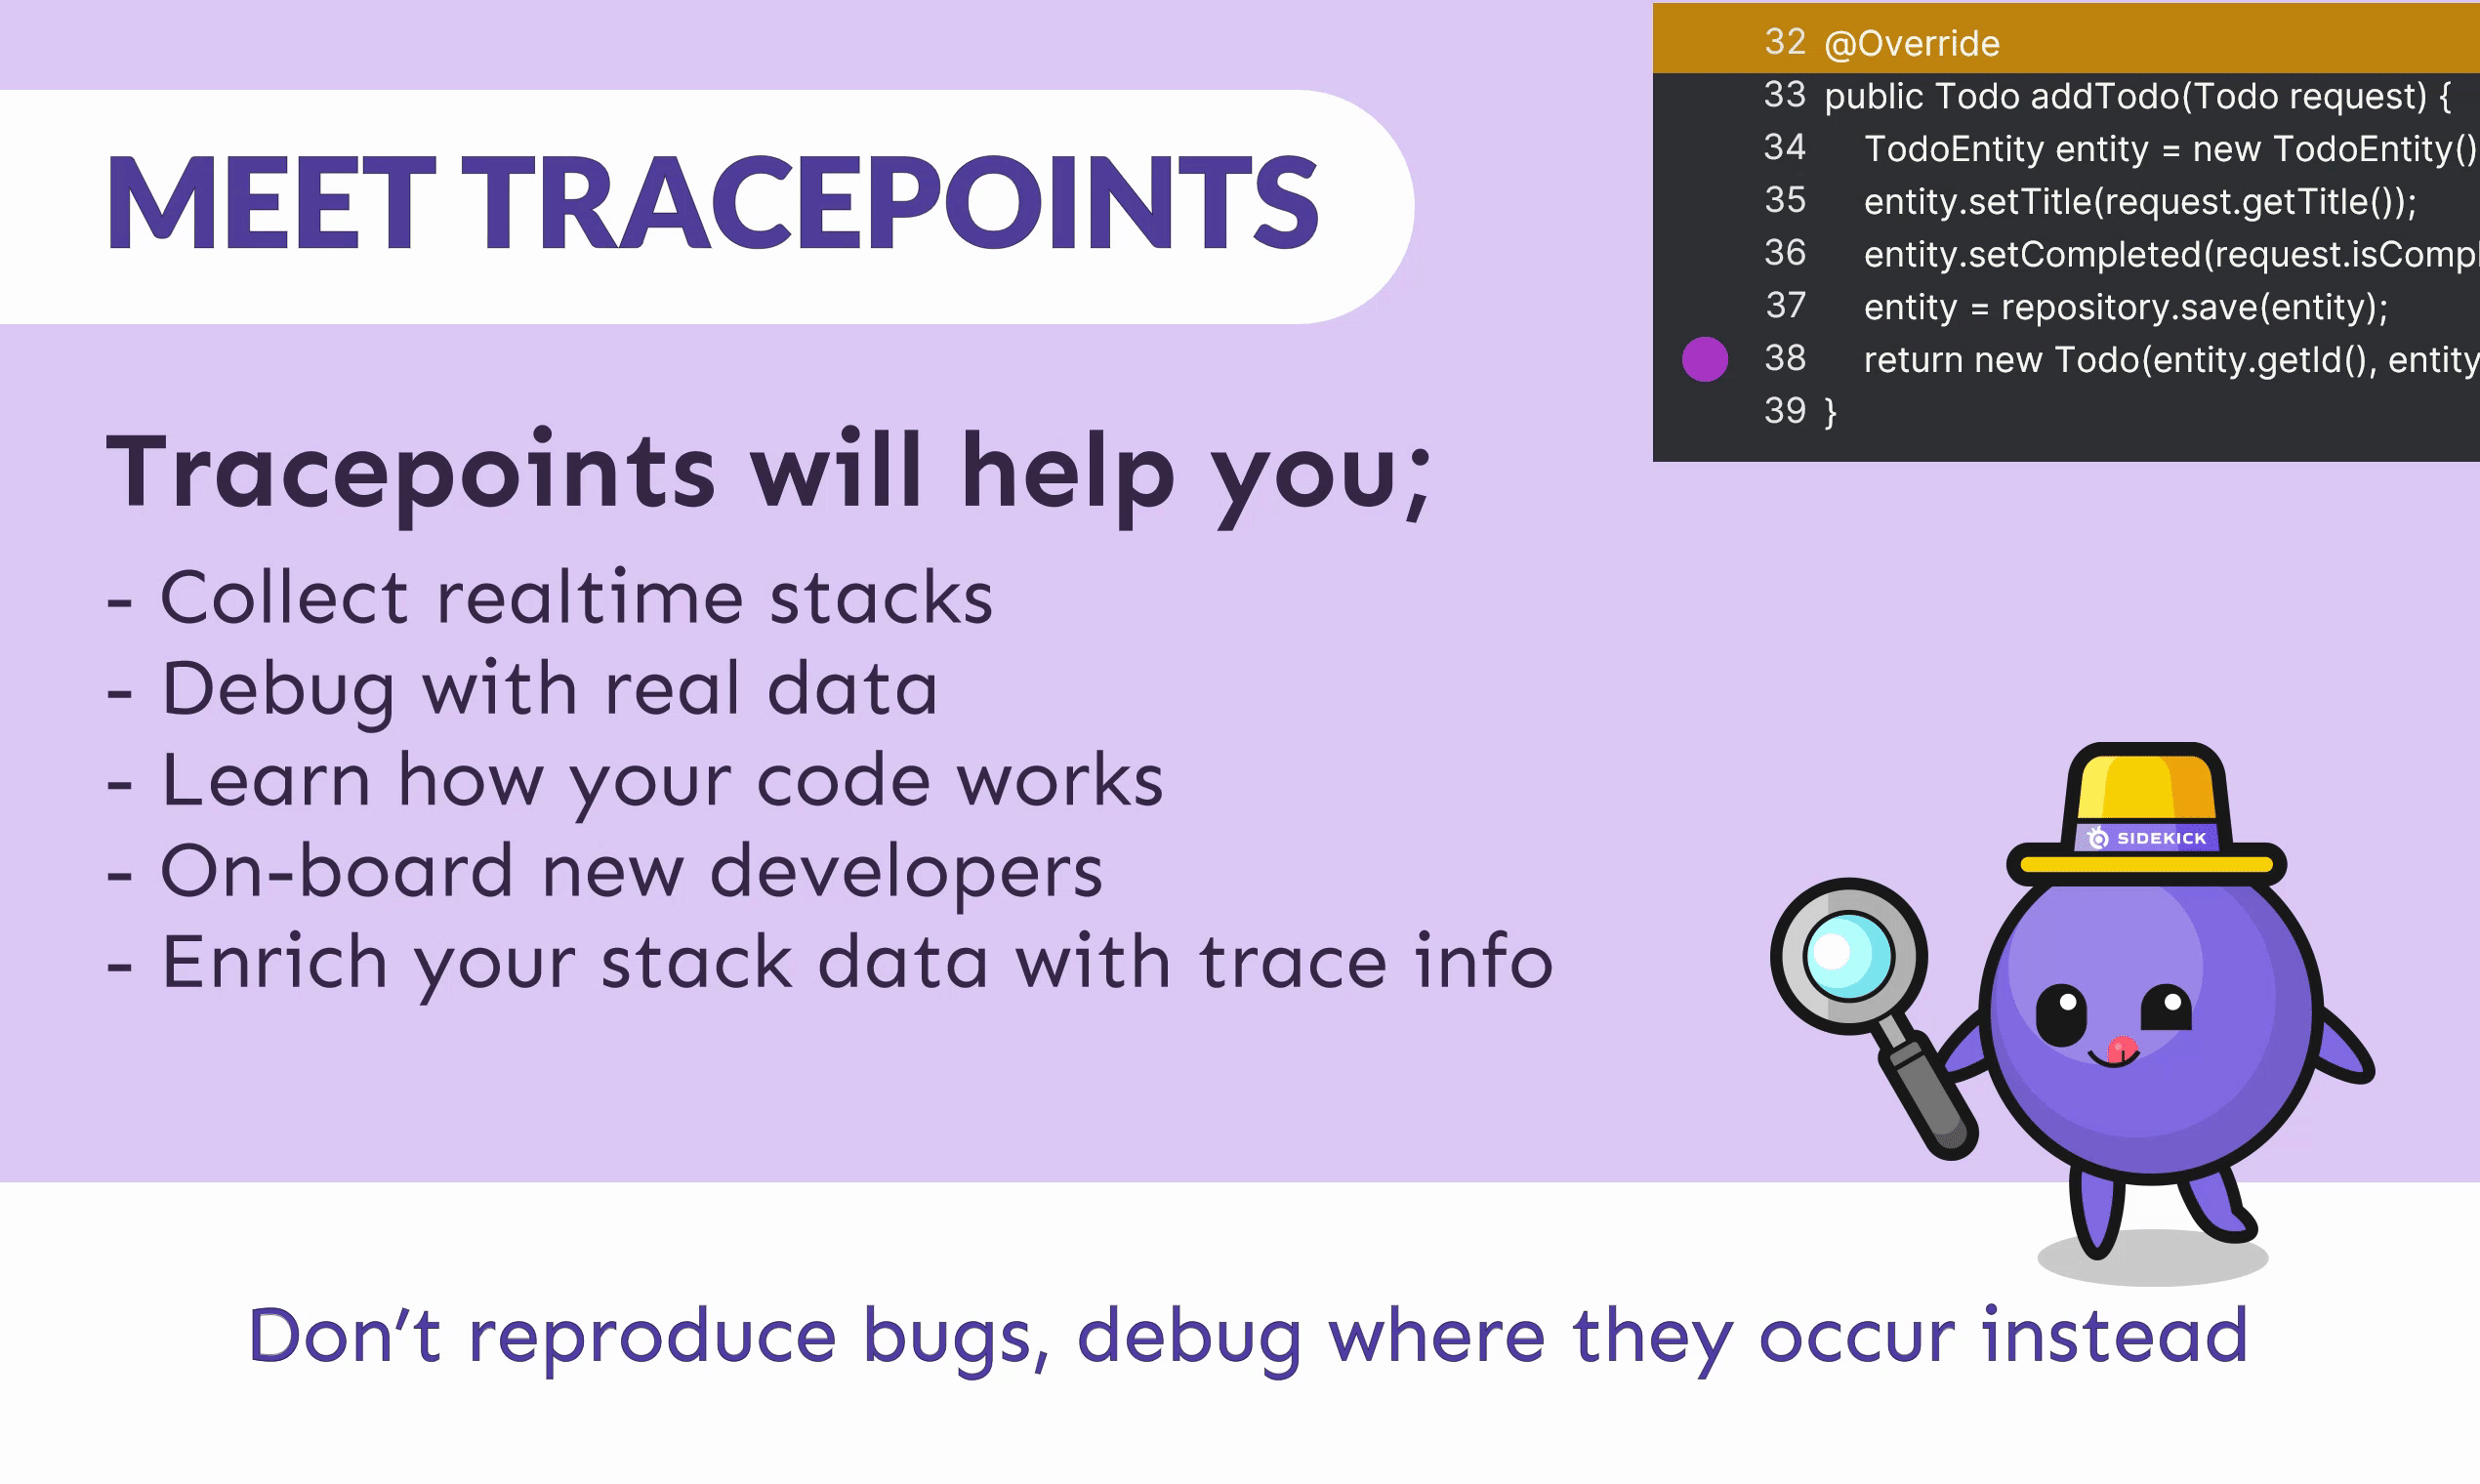 MEET TRACEPOINTS
Tracepoints will help you;
- Collect realtime stacks
- Debug with real data
- Learn how your code works
- On-board new developers
- Enrich your stack data with trace info
32 @Override
33 public Todo addTodo(Todo request) {
34 TodoEntity entity = new TodoEntity()
35 entity.setTitle(request.getTitle());
36 entity.setCompleted(request.isCompl
37 entity = repository.save(entity);
38 return new Todo(entity.getId(), entity
39 }
SIDEKICK
Don’t reproduce bugs, debug where they occur instead